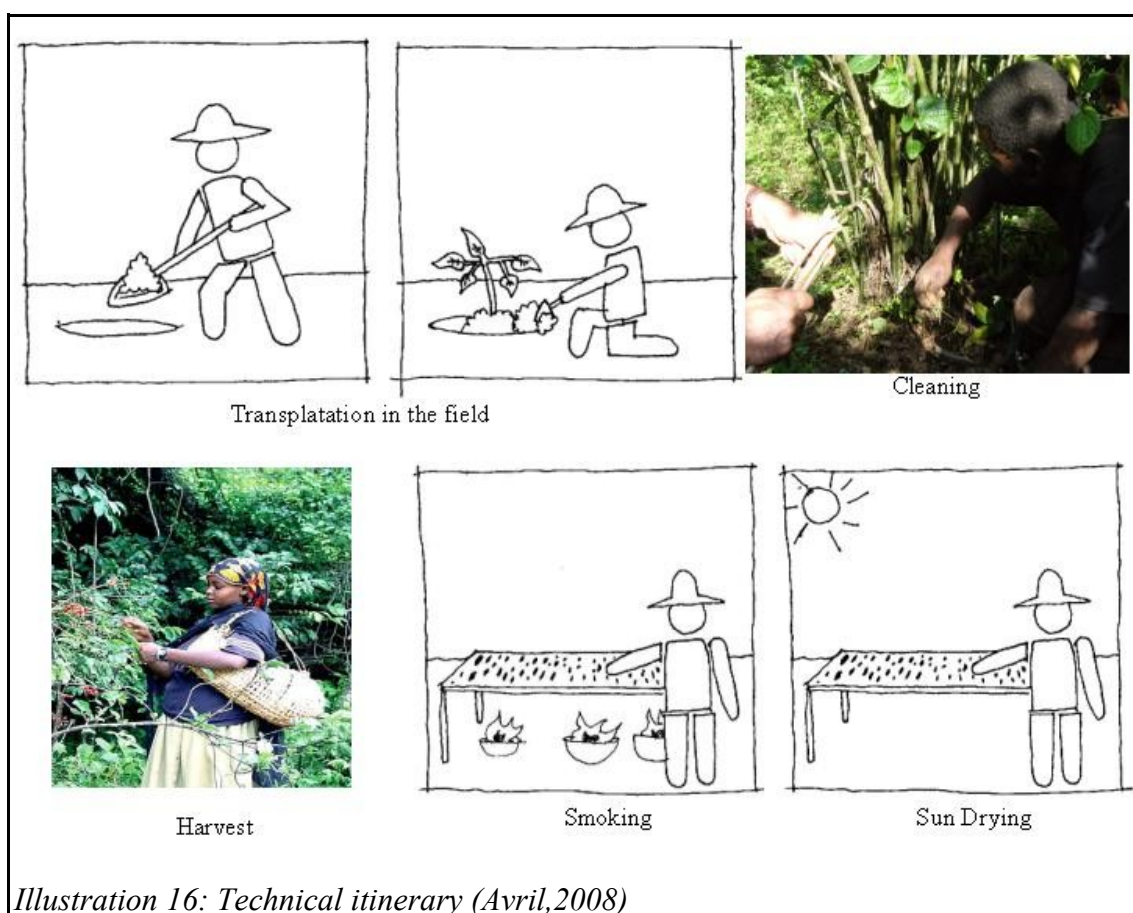 Transplatation in the field
Cleaning
Harvest
Smoking
Sun Drying
Illustration 16: Technical itinerary (Avril,2008)